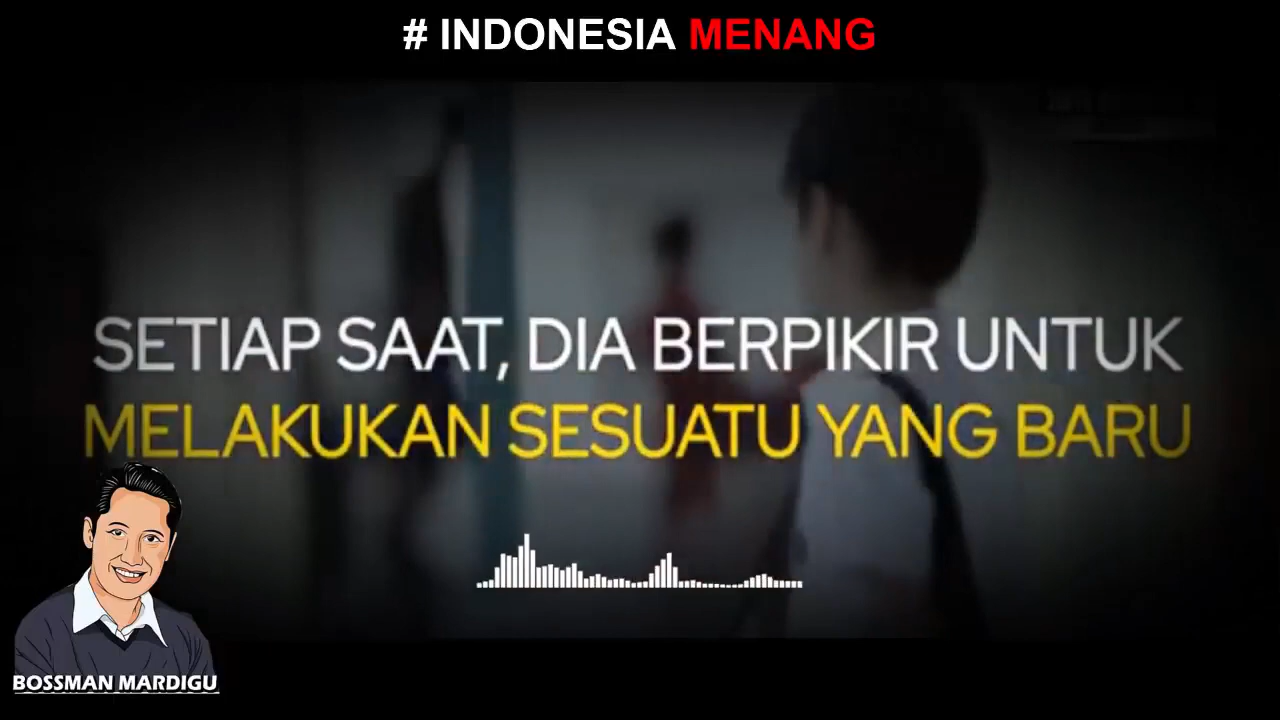 # INDONESIA MENANG
SETIAP SAAT, DIA BERPIKIR UNTUK
MELAKUKAN SESUATU YANG BARU
BOSSMAN MARDIGU